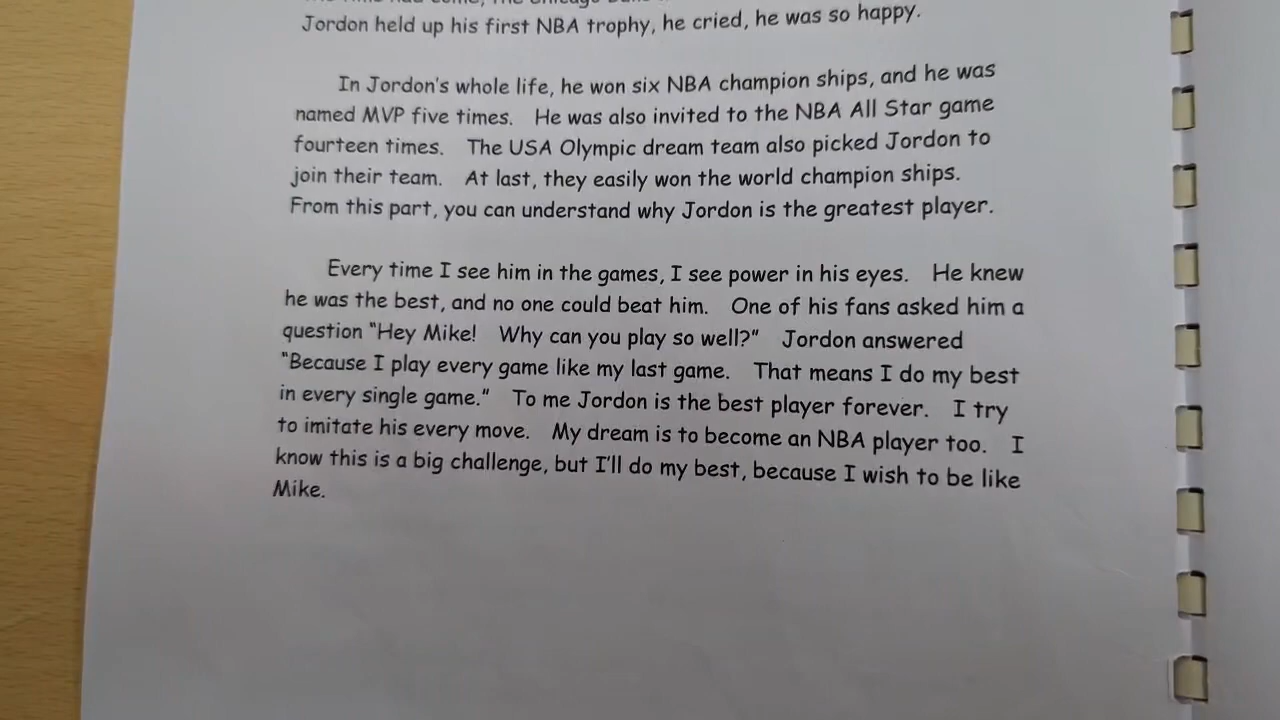 Jordon held up his first NBA trophy, he cried, he was so happy.
In Jordon's whole life, he won six NBA champion ships, and he was
named MVP five times. He was also invited to the NBA All Star game
fourteen times. The USA Olympic dream team also picked Jordon to
join their team. At last, they easily won the world champion ships.
From this part, you can understand why Jordon is the greatest player.
Every time I see him in the games, I see power in his eyes. He knew
he was the best, and no one could beat him. One of his fans asked him a
question "Hey Mike! Why can you play so well?" Jordon answered
"Because I play every game like my last game. That means I do my best
in every single game." To me Jordon is the best player forever. I try
to imitate his every move. My dream is to become an NBA player too. I
know this is a big challenge, but I'll do my best, because I wish to be like
Mike.